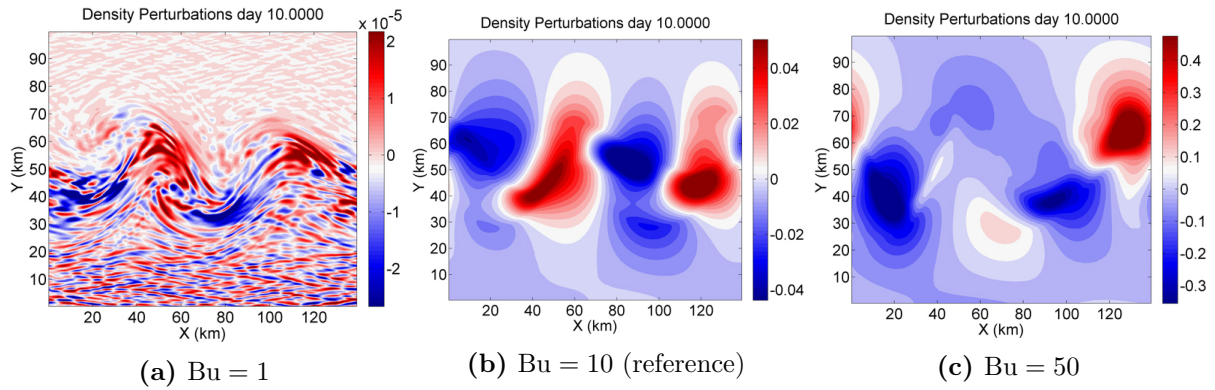 Density Perturbations day 10.0000
x 10^-5
90
80
70
60
50
40
30
20
10
Y (km)
20 40 60 80 100 120
X (km)
2
1
0
-1
-2
(a) Bu = 1
Density Perturbations day 10.0000
90
80
70
60
50
40
30
20
10
Y (km)
20 40 60 80 100 120
X (km)
0.04
0.02
0
-0.02
-0.04
(b) Bu = 10 (reference)
Density Perturbations day 10.0000
90
80
70
60
50
40
30
20
10
Y (km)
20 40 60 80 100 120
X (km)
0.4
0.3
0.2
0.1
0
-0.1
-0.2
-0.3
(c) Bu = 50